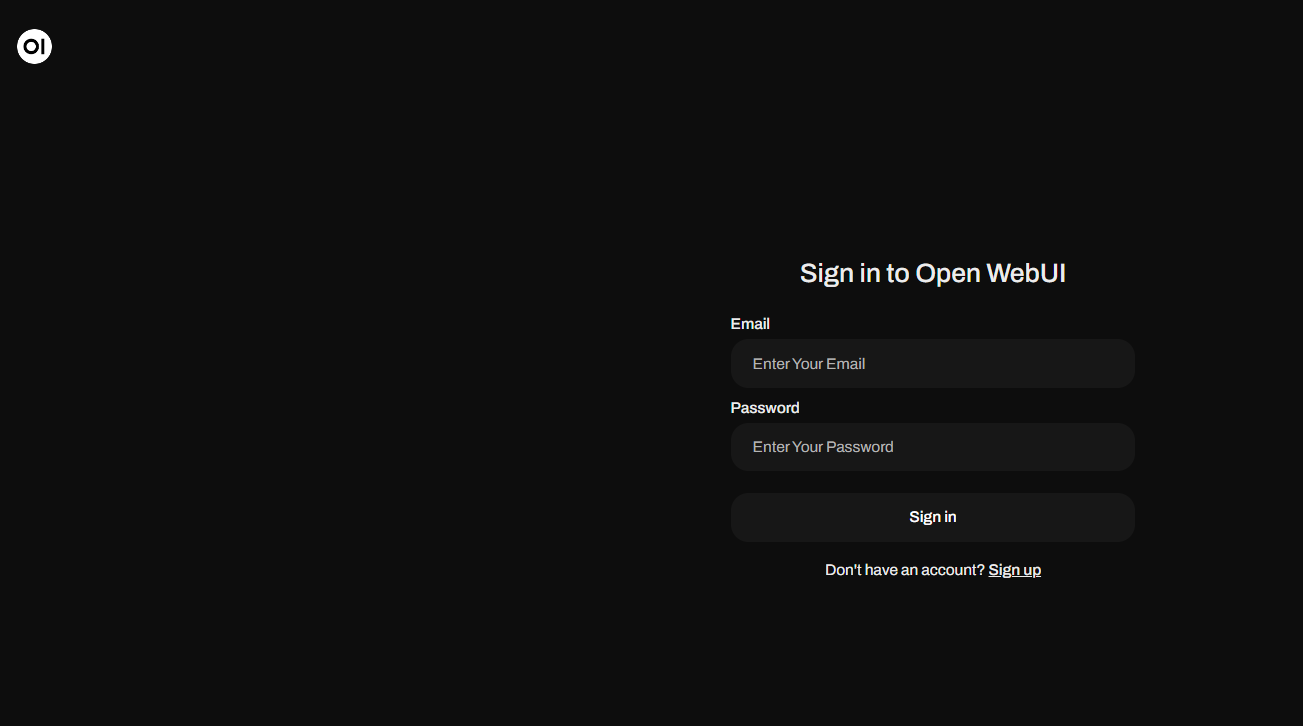 OI
Sign in to Open WebUI
Email
Enter Your Email
Password
Enter Your Password
Sign in
Don't have an account? Sign up